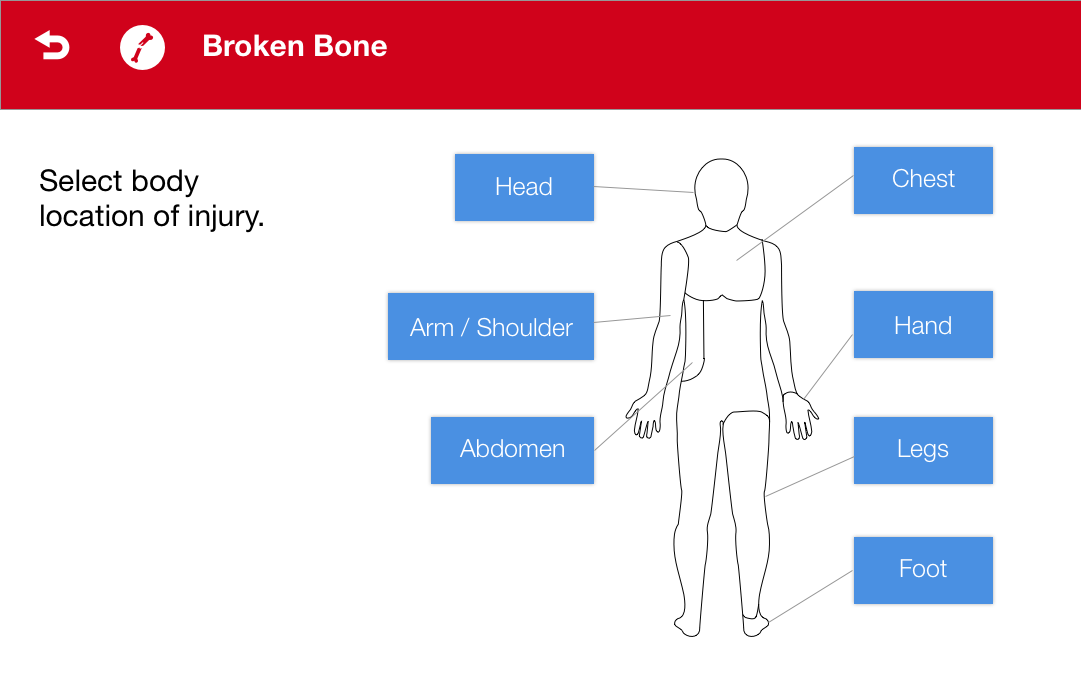 Broken Bone
Select body
location of injury.
Head
Chest
Arm / Shoulder
Hand
Abdomen
Legs
Foot